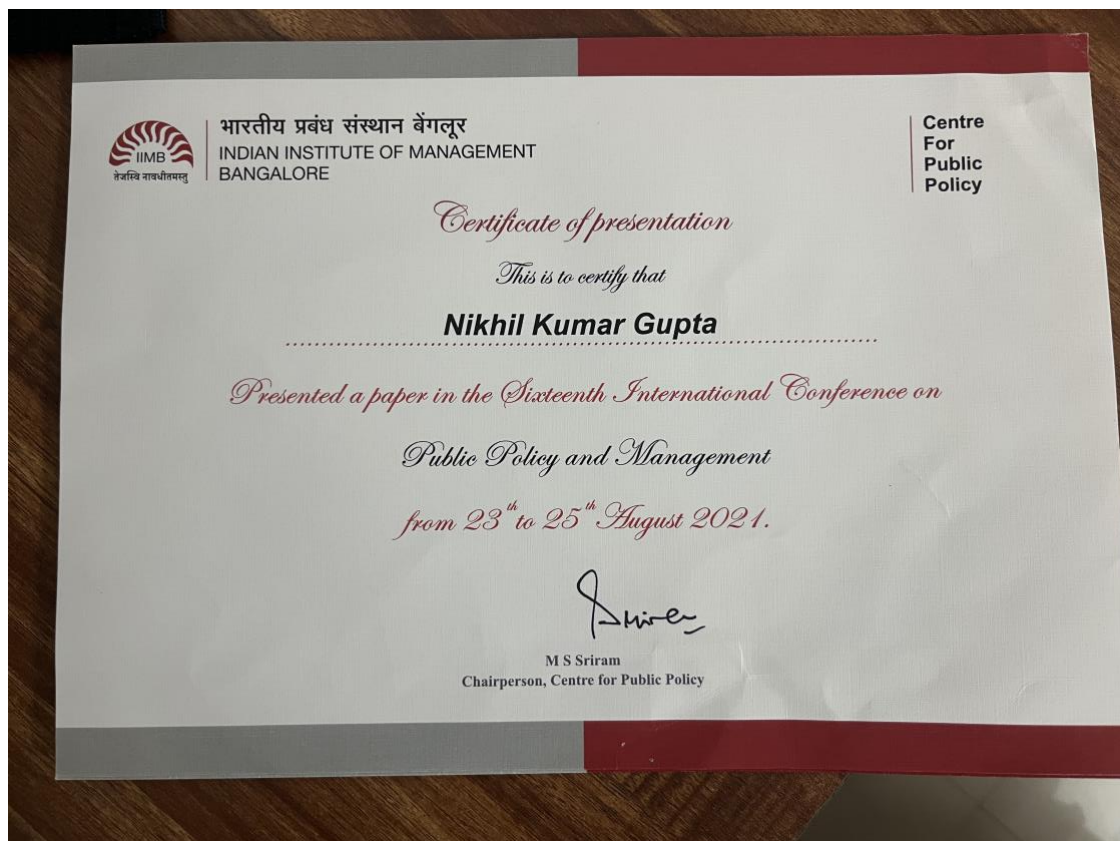 भारतीय प्रबंध संस्थान बेंगलूर
INDIAN INSTITUTE OF MANAGEMENT
BANGALORE
IIMB
तेजस्वि नावधीतमस्तु
Centre
For
Public
Policy
Certificate of presentation
This is to certify that
Nikhil Kumar Gupta
Presented a paper in the Sixteenth International Conference on
Public Policy and Management
from 23th to 25th August 2021.
M S Sriram
Chairperson, Centre for Public Policy